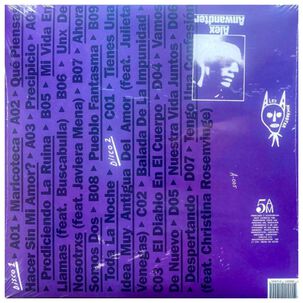 A01 ▶ Maricoteca A02 ▶ Qué Piensas
Hacer Sin Mi Amor? A03 ▶ Precipicio A04
▶ Prodiciendo La Ruina B05 ▶ Mi Vida En
Llamas (feat. Buscabulla) B06 ▶ Unx De
Nosotrxs (feat. Javiera Mena) B07 ▶ Ahora
Somos Dos B08 ▶ Pueblo Fantasma B09
▶ Toda La Noche DISCO 2 C01 ▶ Tienes Una
Idea Muy Antigua Del Amor (feat. Julieta
Venegas) C02 ▶ Balada De La Impunidad
C03 ▶ El Diablo En El Cuerpo D04 ▶ Vamos
De Nuevo D05 ▶ Nuestra Vida Juntos D06
▶ Despertando D07 ▶ Tengo Una Confesión
(feat. Christina Rosenvinge)
DISCO 1
Alex
Anwandter
5
AM